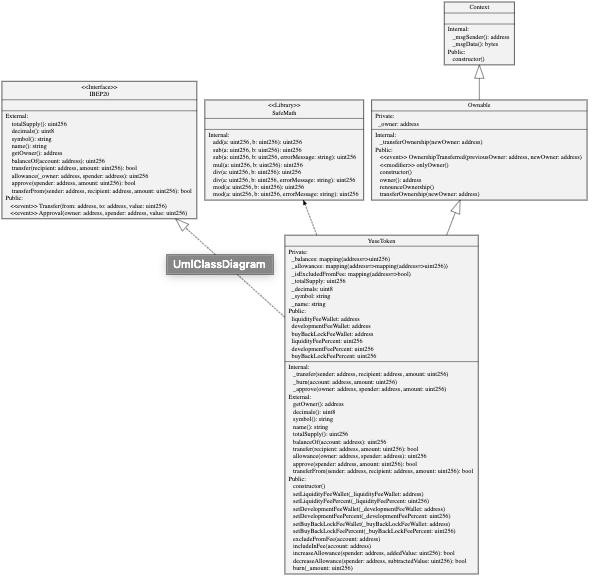 Context
Internal:
_msgSender(): address
_msgData(): bytes
Public:
constructor()
<<Interface>>
IBEP20
External:
totalSupply(): uint256
decimals(): uint8
symbol(): string
name(): string
getOwner(): address
balanceOf(account: address): uint256
transfer(recipient: address, amount: uint256): bool
allowance(_owner: address, spender: address): uint256
approve(spender: address, amount: uint256): bool
transferFrom(sender: address, recipient: address, amount: uint256): bool
Public:
<<event>> Transfer(from: address, to: address, value: uint256)
<<event>> Approval(owner: address, spender: address, value: uint256)
<<Library>>
SafeMath
Internal:
add(a: uint256, b: uint256): uint256
sub(a: uint256, b: uint256): uint256
sub(a: uint256, b: uint256, errorMessage: string): uint256
mul(a: uint256, b: uint256): uint256
div(a: uint256, b: uint256): uint256
div(a: uint256, b: uint256, errorMessage: string): uint256
mod(a: uint256, b: uint256): uint256
mod(a: uint256, b: uint256, errorMessage: string): uint256
Ownable
Private:
_owner: address
Internal:
_transferOwnership(newOwner: address)
Public:
<<event>> OwnershipTransferred(previousOwner: address, newOwner: address)
<<modifier>> onlyOwner()
constructor()
owner(): address
renounceOwnership()
transferOwnership(newOwner: address)
UmlClassDiagram
YuseToken
Private:
_balances: mapping(address=>uint256)
_allowances: mapping(address=>mapping(address=>uint256))
_isExcludedFromFee: mapping(address=>bool)
_totalSupply: uint256
_decimals: uint8
_symbol: string
_name: string
Public:
liquidityFeeWallet: address
developmentFeeWallet: address
buyBackLockFeeWallet: address
liquidityFeePercent: uint256
developmentFeePercent: uint256
buyBackLockFeePercent: uint256
Internal:
_transfer(sender: address, recipient: address, amount: uint256)
_burn(account: address, amount: uint256)
_approve(owner: address, spender: address, amount: uint256)
External:
getOwner(): address
decimals(): uint8
symbol(): string
name(): string
totalSupply(): uint256
balanceOf(account: address): uint256
transfer(recipient: address, amount: uint256): bool
allowance(owner: address, spender: address): uint256
approve(spender: address, amount: uint256): bool
transferFrom(sender: address, recipient: address, amount: uint256): bool
Public:
constructor()
setLiquidityFeeWallet(_liquidityFeeWallet: address)
setLiquidityFeePercent(_liquidityFeePercent: uint256)
setDevelopmentFeeWallet(_developmentFeeWallet: address)
setDevelopmentFeePercent(_developmentFeePercent: uint256)
setBuyBackLockFeeWallet(_buyBackLockFeeWallet: address)
setBuyBackLockFeePercent(_buyBackLockFeePercent: uint256)
excludeFromFee(account: address)
includeInFee(account: address)
increaseAllowance(spender: address, addedValue: uint256): bool
decreaseAllowance(spender: address, subtractedValue: uint256): bool
burn(_amount: uint256)